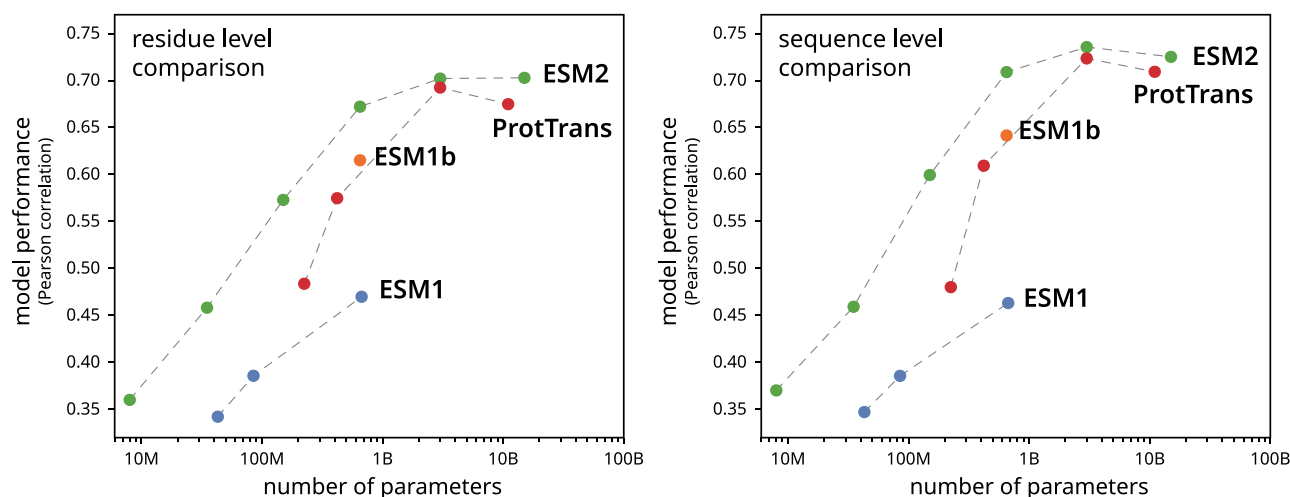 residue level
comparison
ESM2
ProtTrans
ESM1b
ESM1
0.75
0.70
0.65
0.60
0.55
0.50
0.45
0.40
0.35
model performance
(Pearson correlation)
10M
100M
1B
10B
100B
number of parameters
sequence level
comparison
ESM2
ProtTrans
ESM1b
ESM1
0.75
0.70
0.65
0.60
0.55
0.50
0.45
0.40
0.35
model performance
(Pearson correlation)
10M
100M
1B
10B
100B
number of parameters